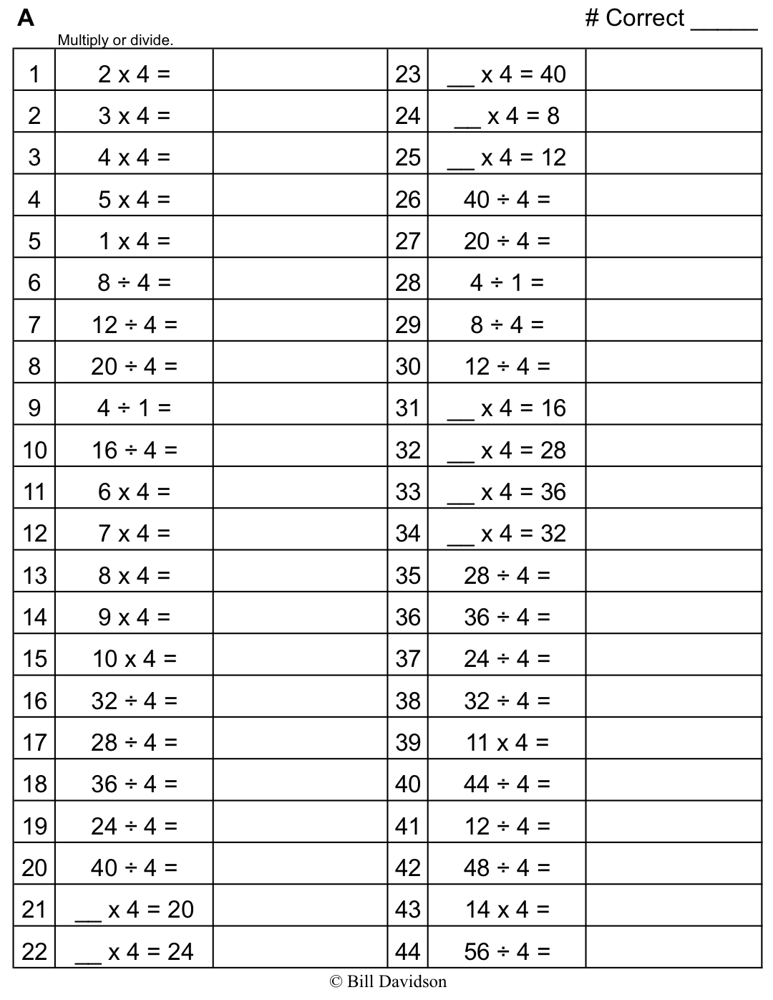 A
# Correct _____
Multiply or divide.
1 2 x 4 = 23 __ x 4 = 40
2 3 x 4 = 24 __ x 4 = 8
3 4 x 4 = 25 __ x 4 = 12
4 5 x 4 = 26 40 ÷ 4 =
5 1 x 4 = 27 20 ÷ 4 =
6 8 ÷ 4 = 28 4 ÷ 1 =
7 12 ÷ 4 = 29 8 ÷ 4 =
8 20 ÷ 4 = 30 12 ÷ 4 =
9 4 ÷ 1 = 31 __ x 4 = 16
10 16 ÷ 4 = 32 __ x 4 = 28
11 6 x 4 = 33 __ x 4 = 36
12 7 x 4 = 34 __ x 4 = 32
13 8 x 4 = 35 28 ÷ 4 =
14 9 x 4 = 36 36 ÷ 4 =
15 10 x 4 = 37 24 ÷ 4 =
16 32 ÷ 4 = 38 32 ÷ 4 =
17 28 ÷ 4 = 39 11 x 4 =
18 36 ÷ 4 = 40 44 ÷ 4 =
19 24 ÷ 4 = 41 12 ÷ 4 =
20 40 ÷ 4 = 42 48 ÷ 4 =
21 __ x 4 = 20 43 14 x 4 =
22 __ x 4 = 24 44 56 ÷ 4 =
© Bill Davidson